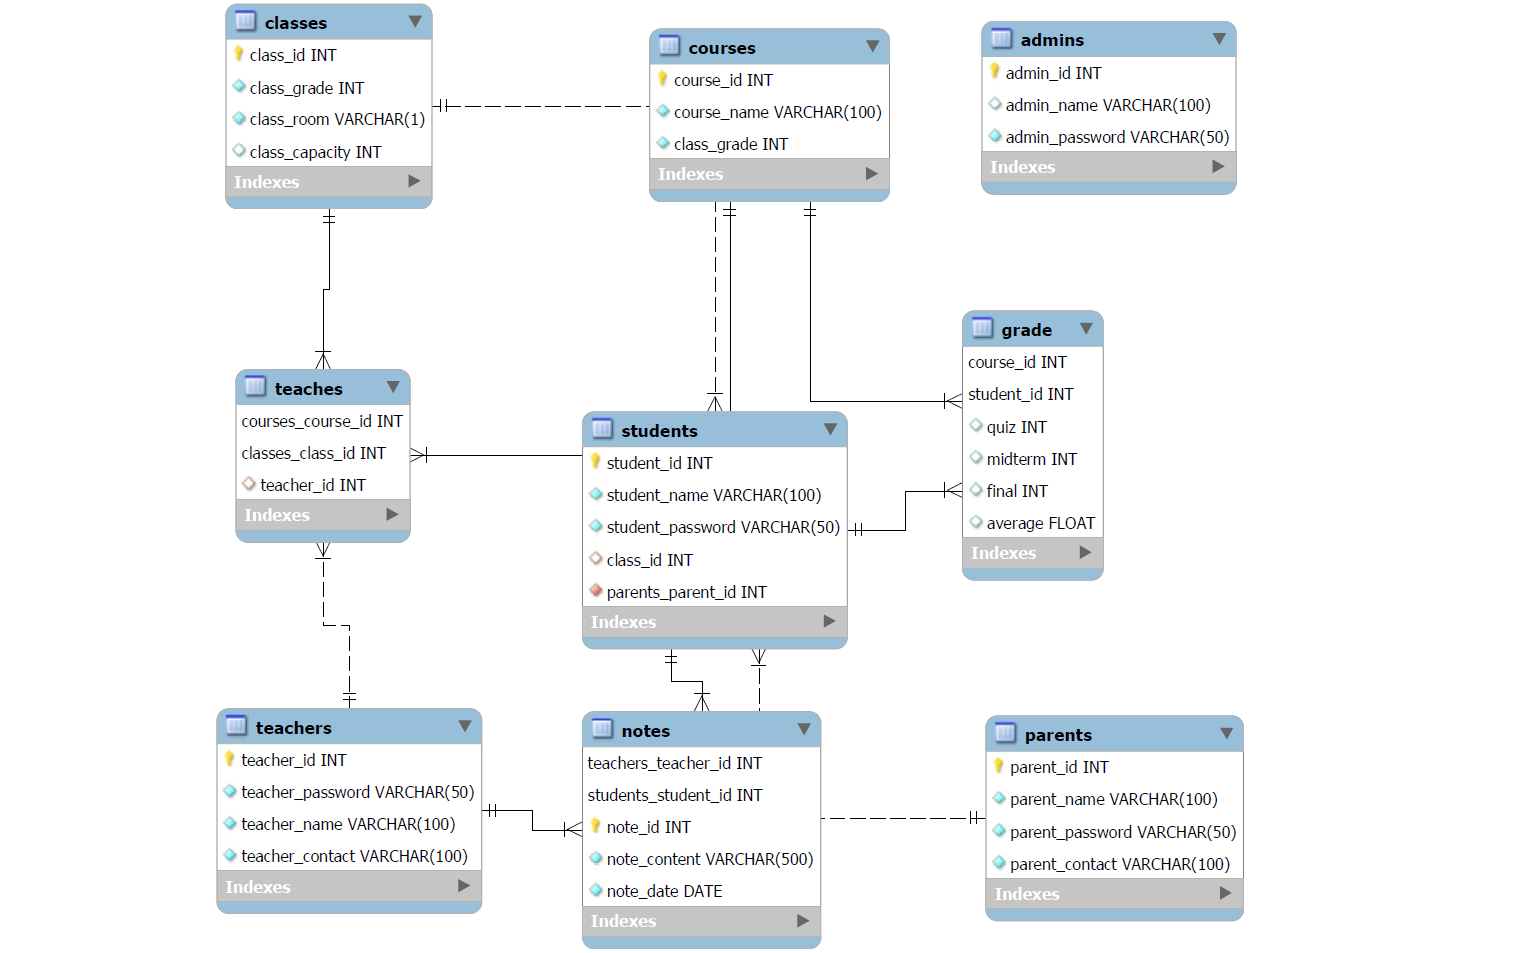 classes
class_id INT
class_grade INT
class_room VARCHAR(1)
class_capacity INT
Indexes
courses
course_id INT
course_name VARCHAR(100)
class_grade INT
Indexes
admins
admin_id INT
admin_name VARCHAR(100)
admin_password VARCHAR(50)
Indexes
teaches
courses_course_id INT
classes_class_id INT
teacher_id INT
Indexes
students
student_id INT
student_name VARCHAR(100)
student_password VARCHAR(50)
class_id INT
parents_parent_id INT
Indexes
grade
course_id INT
student_id INT
quiz INT
midterm INT
final INT
average FLOAT
Indexes
teachers
teacher_id INT
teacher_password VARCHAR(50)
teacher_name VARCHAR(100)
teacher_contact VARCHAR(100)
Indexes
notes
teachers_teacher_id INT
students_student_id INT
note_id INT
note_content VARCHAR(500)
note_date DATE
Indexes
parents
parent_id INT
parent_name VARCHAR(100)
parent_password VARCHAR(50)
parent_contact VARCHAR(100)
Indexes